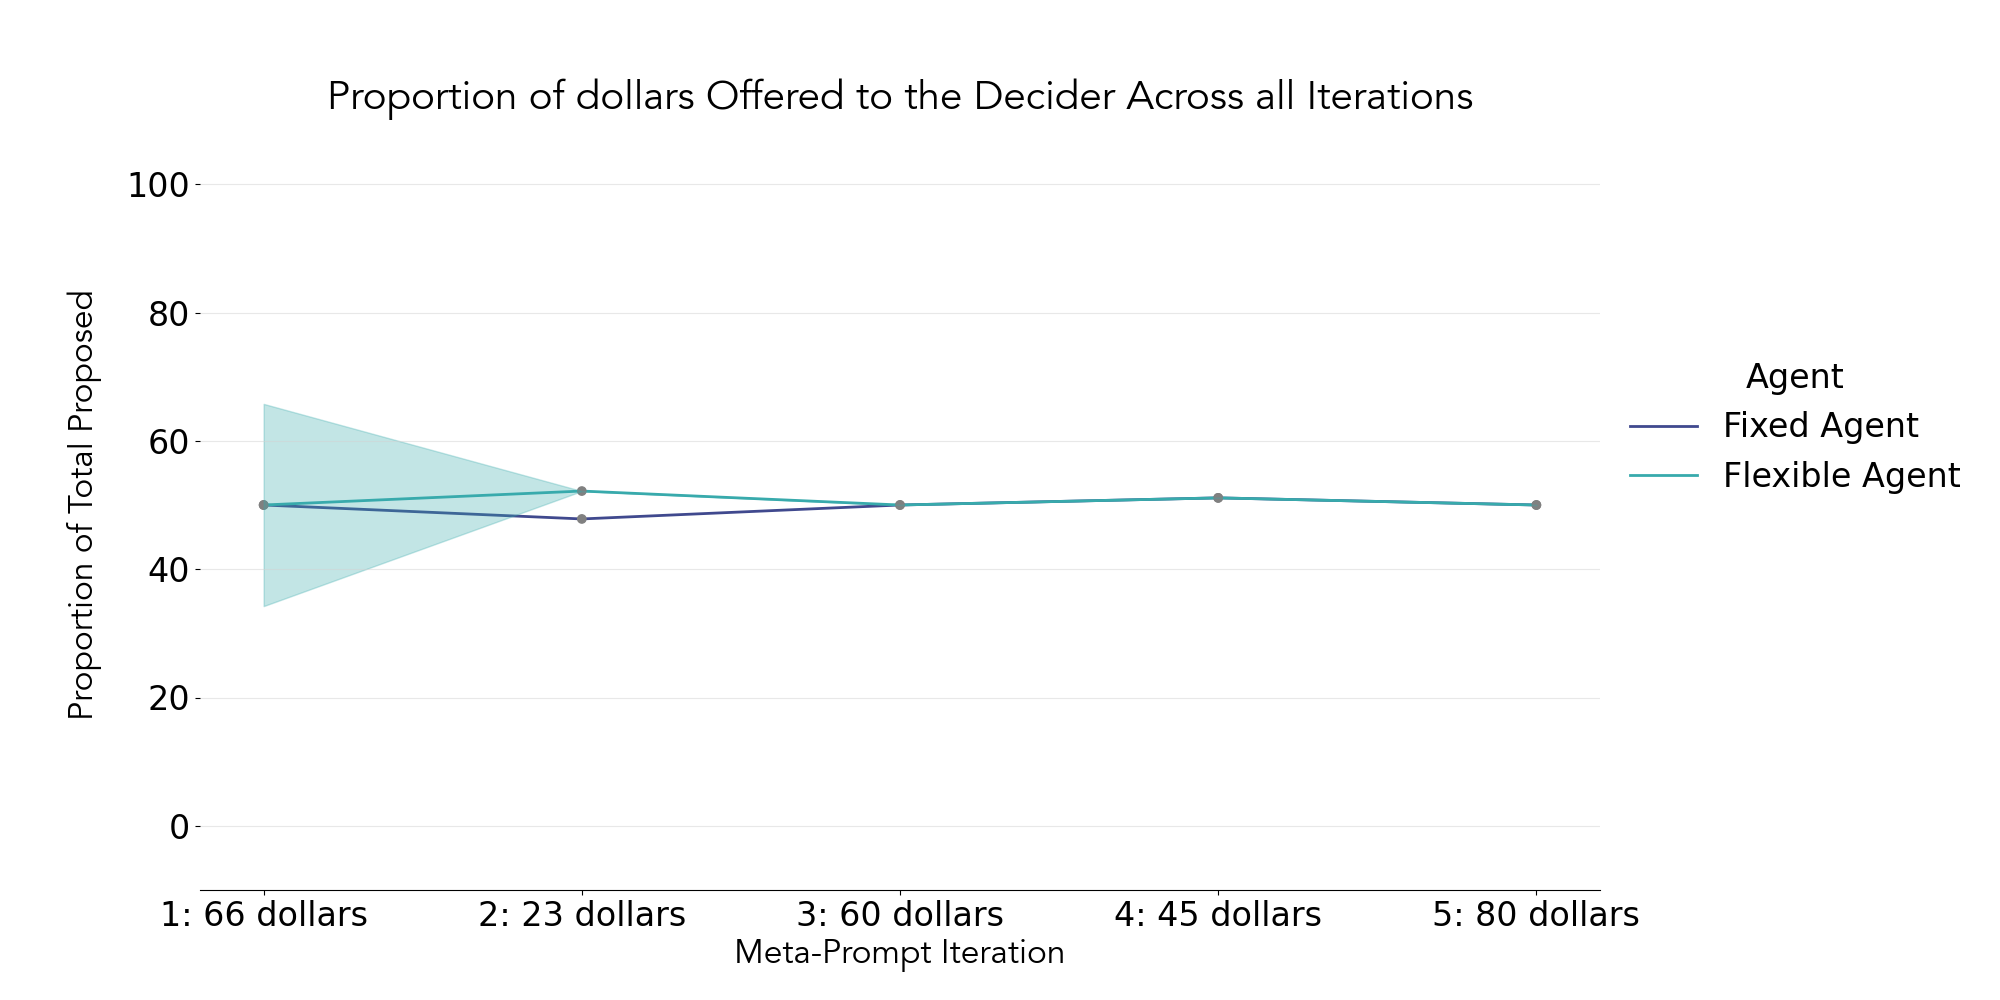 Proportion of dollars Offered to the Decider Across all Iterations
Proportion of Total Proposed
100
80
60
40
20
0
1: 66 dollars
2: 23 dollars
3: 60 dollars
4: 45 dollars
5: 80 dollars
Meta-Prompt Iteration
Agent
Fixed Agent
Flexible Agent